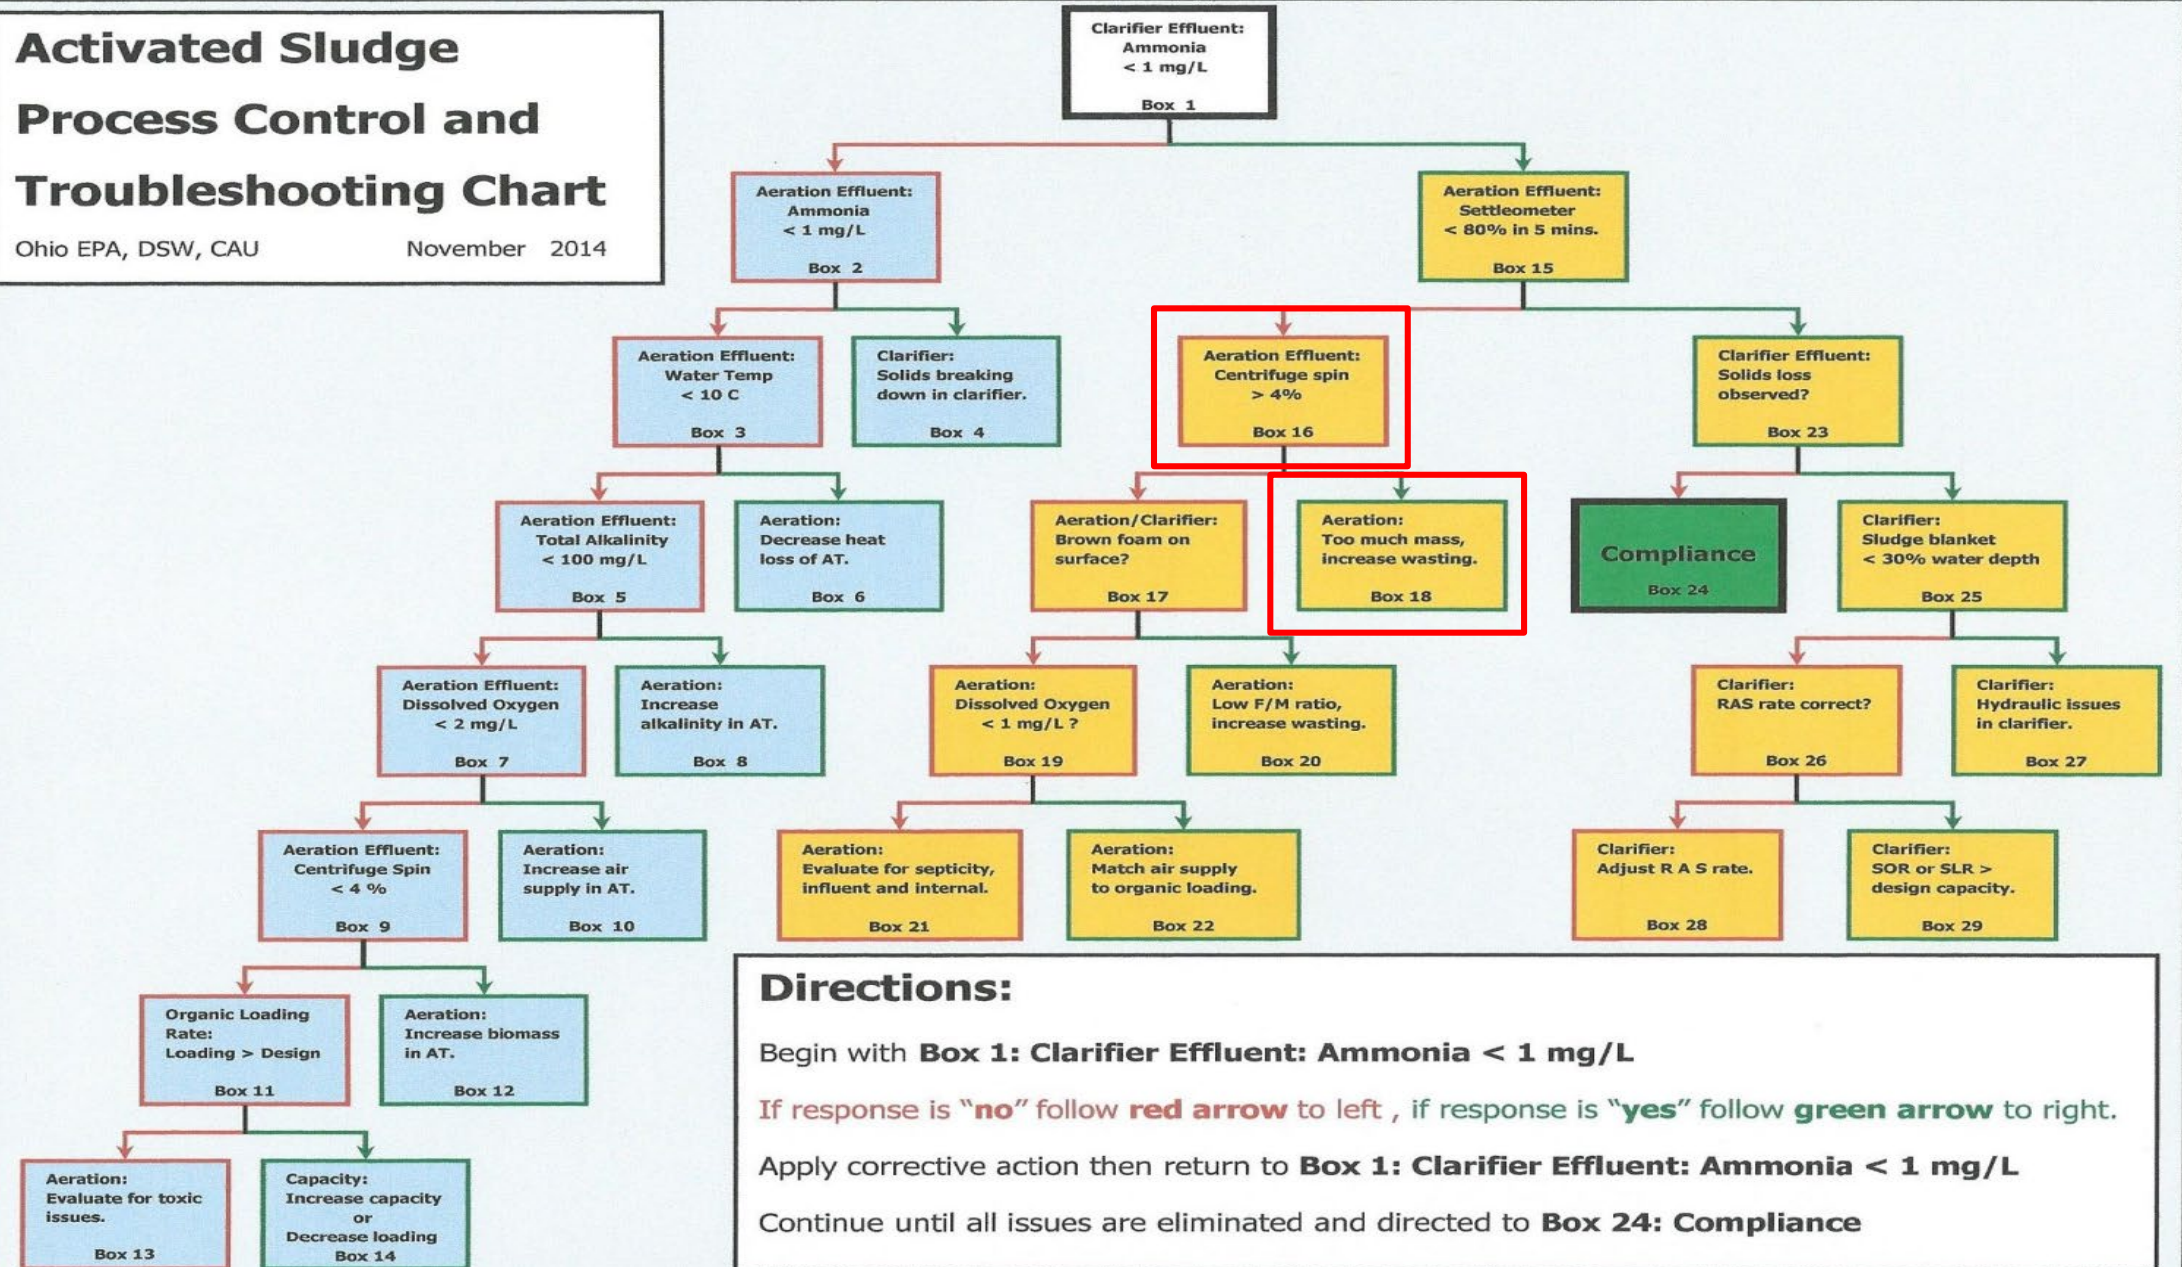 Activated Sludge
Process Control and
Troubleshooting Chart
Ohio EPA, DSW, CAU November 2014
Clarifier Effluent:
Ammonia
< 1 mg/L
Box 1
Aeration Effluent:
Ammonia
< 1 mg/L
Box 2
Aeration Effluent:
Settleometer
< 80% in 5 mins.
Box 15
Aeration Effluent:
Water Temp
< 10 C
Box 3
Clarifier:
Solids breaking
down in clarifier.
Box 4
Aeration Effluent:
Centrifuge spin
> 4%
Box 16
Clarifier Effluent:
Solids loss
observed?
Box 23
Aeration Effluent:
Total Alkalinity
< 100 mg/L
Box 5
Aeration:
Decrease heat
loss of AT.
Box 6
Aeration/Clarifier:
Brown foam on
surface?
Box 17
Aeration:
Too much mass,
increase wasting.
Box 18
Compliance
Box 24
Clarifier:
Sludge blanket
< 30% water depth
Box 25
Aeration Effluent:
Dissolved Oxygen
< 2 mg/L
Box 7
Aeration:
Increase
alkalinity in AT.
Box 8
Aeration:
Dissolved Oxygen
< 1 mg/L ?
Box 19
Aeration:
Low F/M ratio,
increase wasting.
Box 20
Clarifier:
RAS rate correct?
Box 26
Clarifier:
Hydraulic issues
in clarifier.
Box 27
Aeration Effluent:
Centrifuge Spin
< 4 %
Box 9
Aeration:
Increase air
supply in AT.
Box 10
Aeration:
Evaluate for septicity,
influent and internal.
Box 21
Aeration:
Match air supply
to organic loading.
Box 22
Clarifier:
Adjust R A S rate.
Box 28
Clarifier:
SOR or SLR >
design capacity.
Box 29
Organic Loading
Rate:
Loading > Design
Box 11
Aeration:
Increase biomass
in AT.
Box 12
Aeration:
Evaluate for toxic
issues.
Box 13
Capacity:
Increase capacity
or
Decrease loading
Box 14
Directions:
Begin with Box 1: Clarifier Effluent: Ammonia < 1 mg/L
If response is "no" follow red arrow to left , if response is "yes" follow green arrow to right.
Apply corrective action then return to Box 1: Clarifier Effluent: Ammonia < 1 mg/L
Continue until all issues are eliminated and directed to Box 24: Compliance